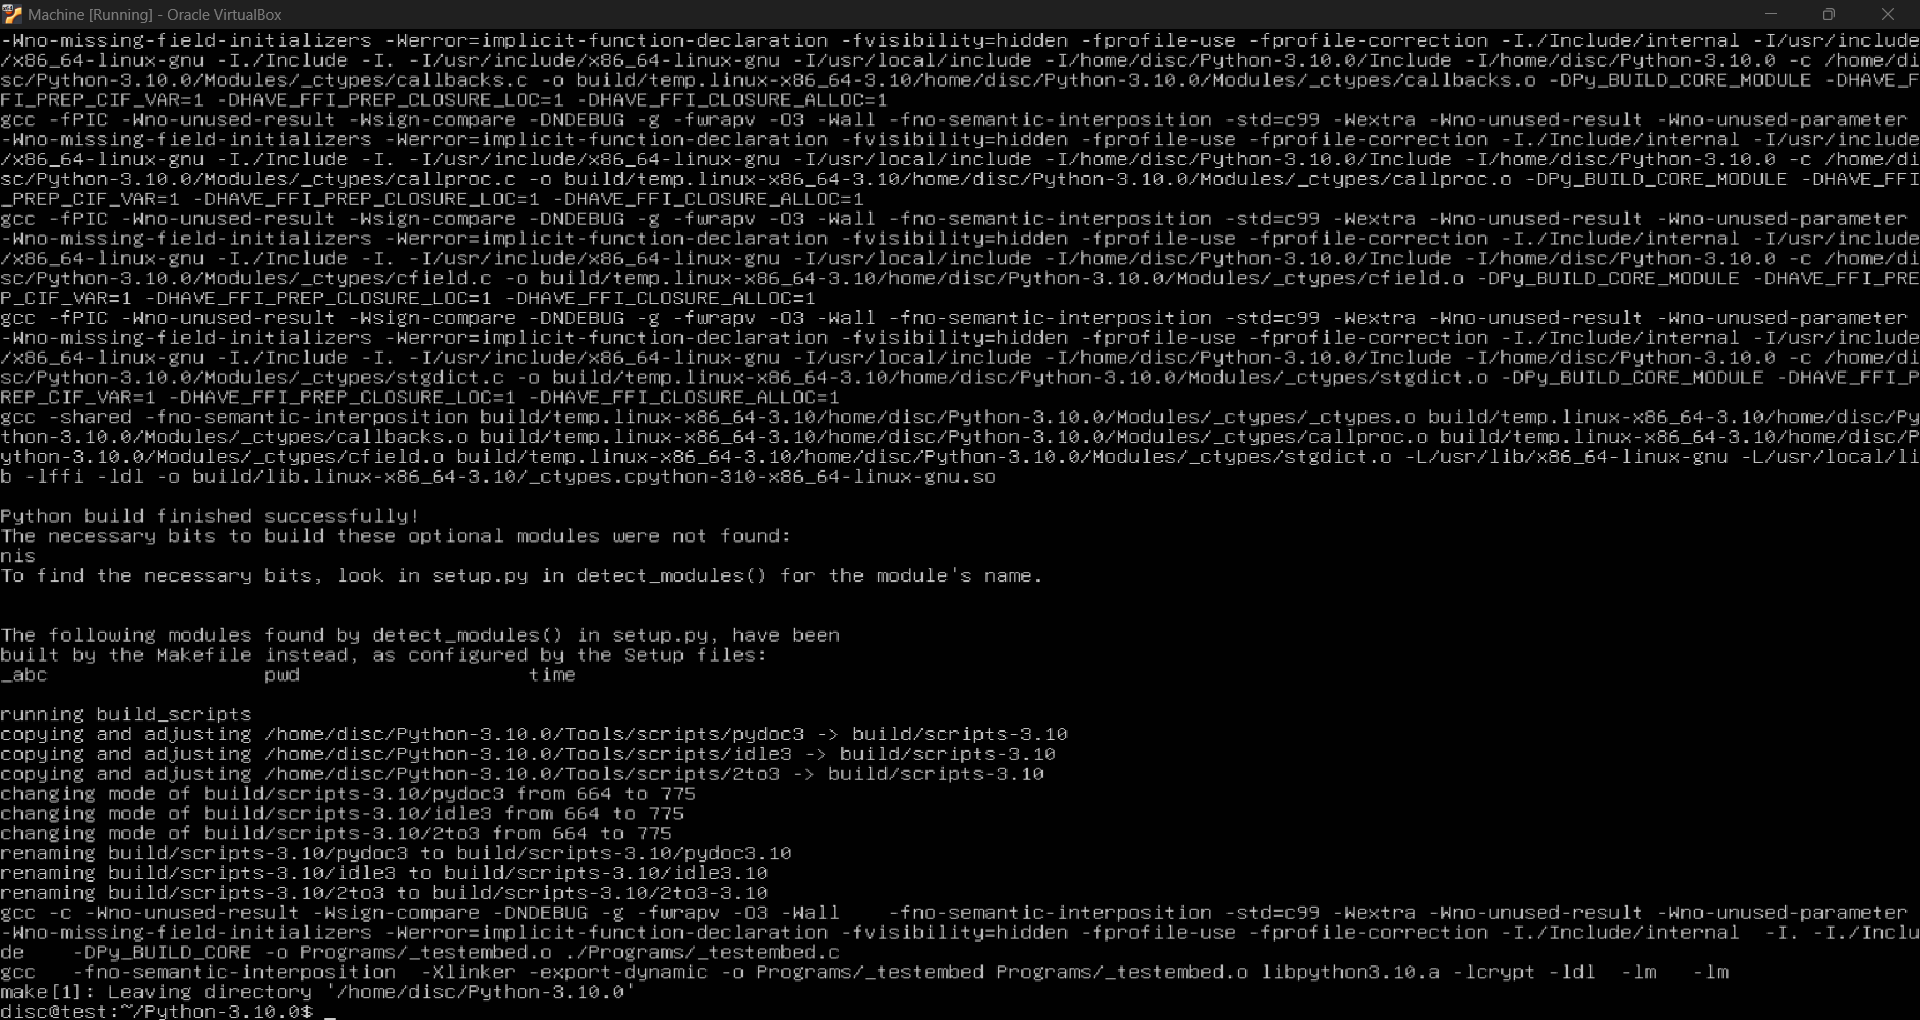 Machine [Running] - Oracle VirtualBox
-Wno-missing-field-initializers -Werror=implicit-function-declaration -fvisibility=hidden -fprofile-use -fprofile-correction -I./Include/internal -I/usr/include
/x86_64-linux-gnu -I./Include -I. -I/usr/include/x86_64-linux-gnu -I/usr/local/include -I/home/disc/Python-3.10.0/Include -I/home/disc/Python-3.10.0 -c /home/di
sc/Python-3.10.0/Modules/_ctypes/callbacks.c -o build/temp.linux-x86_64-3.10/home/disc/Python-3.10.0/Modules/_ctypes/callbacks.o -DPy_BUILD_CORE_MODULE -DHAVE_F
FI_PREP_CIF_VAR=1 -DHAVE_FFI_PREP_CLOSURE_LOC=1 -DHAVE_FFI_CLOSURE_ALLOC=1
gcc -fPIC -Wno-unused-result -Wsign-compare -DNDEBUG -g -fwrapv -O3 -Wall -fno-semantic-interposition -std=c99 -Wextra -Wno-unused-result -Wno-unused-parameter
-Wno-missing-field-initializers -Werror=implicit-function-declaration -fvisibility=hidden -fprofile-use -fprofile-correction -I./Include/internal -I/usr/include
/x86_64-linux-gnu -I./Include -I. -I/usr/include/x86_64-linux-gnu -I/usr/local/include -I/home/disc/Python-3.10.0/Include -I/home/disc/Python-3.10.0 -c /home/di
sc/Python-3.10.0/Modules/_ctypes/callproc.c -o build/temp.linux-x86_64-3.10/home/disc/Python-3.10.0/Modules/_ctypes/callproc.o -DPy_BUILD_CORE_MODULE -DHAVE_FFI
_PREP_CIF_VAR=1 -DHAVE_FFI_PREP_CLOSURE_LOC=1 -DHAVE_FFI_CLOSURE_ALLOC=1
gcc -fPIC -Wno-unused-result -Wsign-compare -DNDEBUG -g -fwrapv -O3 -Wall -fno-semantic-interposition -std=c99 -Wextra -Wno-unused-result -Wno-unused-parameter
-Wno-missing-field-initializers -Werror=implicit-function-declaration -fvisibility=hidden -fprofile-use -fprofile-correction -I./Include/internal -I/usr/include
/x86_64-linux-gnu -I./Include -I. -I/usr/include/x86_64-linux-gnu -I/usr/local/include -I/home/disc/Python-3.10.0/Include -I/home/disc/Python-3.10.0 -c /home/di
sc/Python-3.10.0/Modules/_ctypes/cfield.c -o build/temp.linux-x86_64-3.10/home/disc/Python-3.10.0/Modules/_ctypes/cfield.o -DPy_BUILD_CORE_MODULE -DHAVE_FFI_PRE
P_CIF_VAR=1 -DHAVE_FFI_PREP_CLOSURE_LOC=1 -DHAVE_FFI_CLOSURE_ALLOC=1
gcc -fPIC -Wno-unused-result -Wsign-compare -DNDEBUG -g -fwrapv -O3 -Wall -fno-semantic-interposition -std=c99 -Wextra -Wno-unused-result -Wno-unused-parameter
-Wno-missing-field-initializers -Werror=implicit-function-declaration -fvisibility=hidden -fprofile-use -fprofile-correction -I./Include/internal -I/usr/include
/x86_64-linux-gnu -I./Include -I. -I/usr/include/x86_64-linux-gnu -I/usr/local/include -I/home/disc/Python-3.10.0/Include -I/home/disc/Python-3.10.0 -c /home/di
sc/Python-3.10.0/Modules/_ctypes/stgdict.c -o build/temp.linux-x86_64-3.10/home/disc/Python-3.10.0/Modules/_ctypes/stgdict.o -DPy_BUILD_CORE_MODULE -DHAVE_FFI_P
REP_CIF_VAR=1 -DHAVE_FFI_PREP_CLOSURE_LOC=1 -DHAVE_FFI_CLOSURE_ALLOC=1
gcc -shared -fno-semantic-interposition build/temp.linux-x86_64-3.10/home/disc/Python-3.10.0/Modules/_ctypes/_ctypes.o build/temp.linux-x86_64-3.10/home/disc/Py
thon-3.10.0/Modules/_ctypes/callbacks.o build/temp.linux-x86_64-3.10/home/disc/Python-3.10.0/Modules/_ctypes/callproc.o build/temp.linux-x86_64-3.10/home/disc/P
ython-3.10.0/Modules/_ctypes/cfield.o build/temp.linux-x86_64-3.10/home/disc/Python-3.10.0/Modules/_ctypes/stgdict.o -L/usr/lib/x86_64-linux-gnu -L/usr/local/li
b -lffi -ldl -o build/lib.linux-x86_64-3.10/_ctypes.cpython-310-x86_64-linux-gnu.so
Python build finished successfully!
The necessary bits to build these optional modules were not found:
nis
To find the necessary bits, look in setup.py in detect_modules() for the module's name.
The following modules found by detect_modules() in setup.py, have been
built by the Makefile instead, as configured by the Setup files:
_abc                  pwd                   time
running build_scripts
copying and adjusting /home/disc/Python-3.10.0/Tools/scripts/pydoc3 -> build/scripts-3.10
copying and adjusting /home/disc/Python-3.10.0/Tools/scripts/idle3 -> build/scripts-3.10
copying and adjusting /home/disc/Python-3.10.0/Tools/scripts/2to3 -> build/scripts-3.10
changing mode of build/scripts-3.10/pydoc3 from 664 to 775
changing mode of build/scripts-3.10/idle3 from 664 to 775
changing mode of build/scripts-3.10/2to3 from 664 to 775
renaming build/scripts-3.10/pydoc3 to build/scripts-3.10/pydoc3.10
renaming build/scripts-3.10/idle3 to build/scripts-3.10/idle3.10
renaming build/scripts-3.10/2to3 to build/scripts-3.10/2to3-3.10
gcc -c -Wno-unused-result -Wsign-compare -DNDEBUG -g -fwrapv -O3 -Wall    -fno-semantic-interposition -std=c99 -Wextra -Wno-unused-result -Wno-unused-parameter
-Wno-missing-field-initializers -Werror=implicit-function-declaration -fvisibility=hidden -fprofile-use -fprofile-correction -I./Include/internal  -I. -I./Inclu
de    -DPy_BUILD_CORE -o Programs/_testembed.o ./Programs/_testembed.c
gcc   -fno-semantic-interposition  -Xlinker -export-dynamic -o Programs/_testembed Programs/_testembed.o libpython3.10.a -lcrypt -ldl  -lm   -lm
make[1]: Leaving directory '/home/disc/Python-3.10.0'
disc@test:~/Python-3.10.0$ _